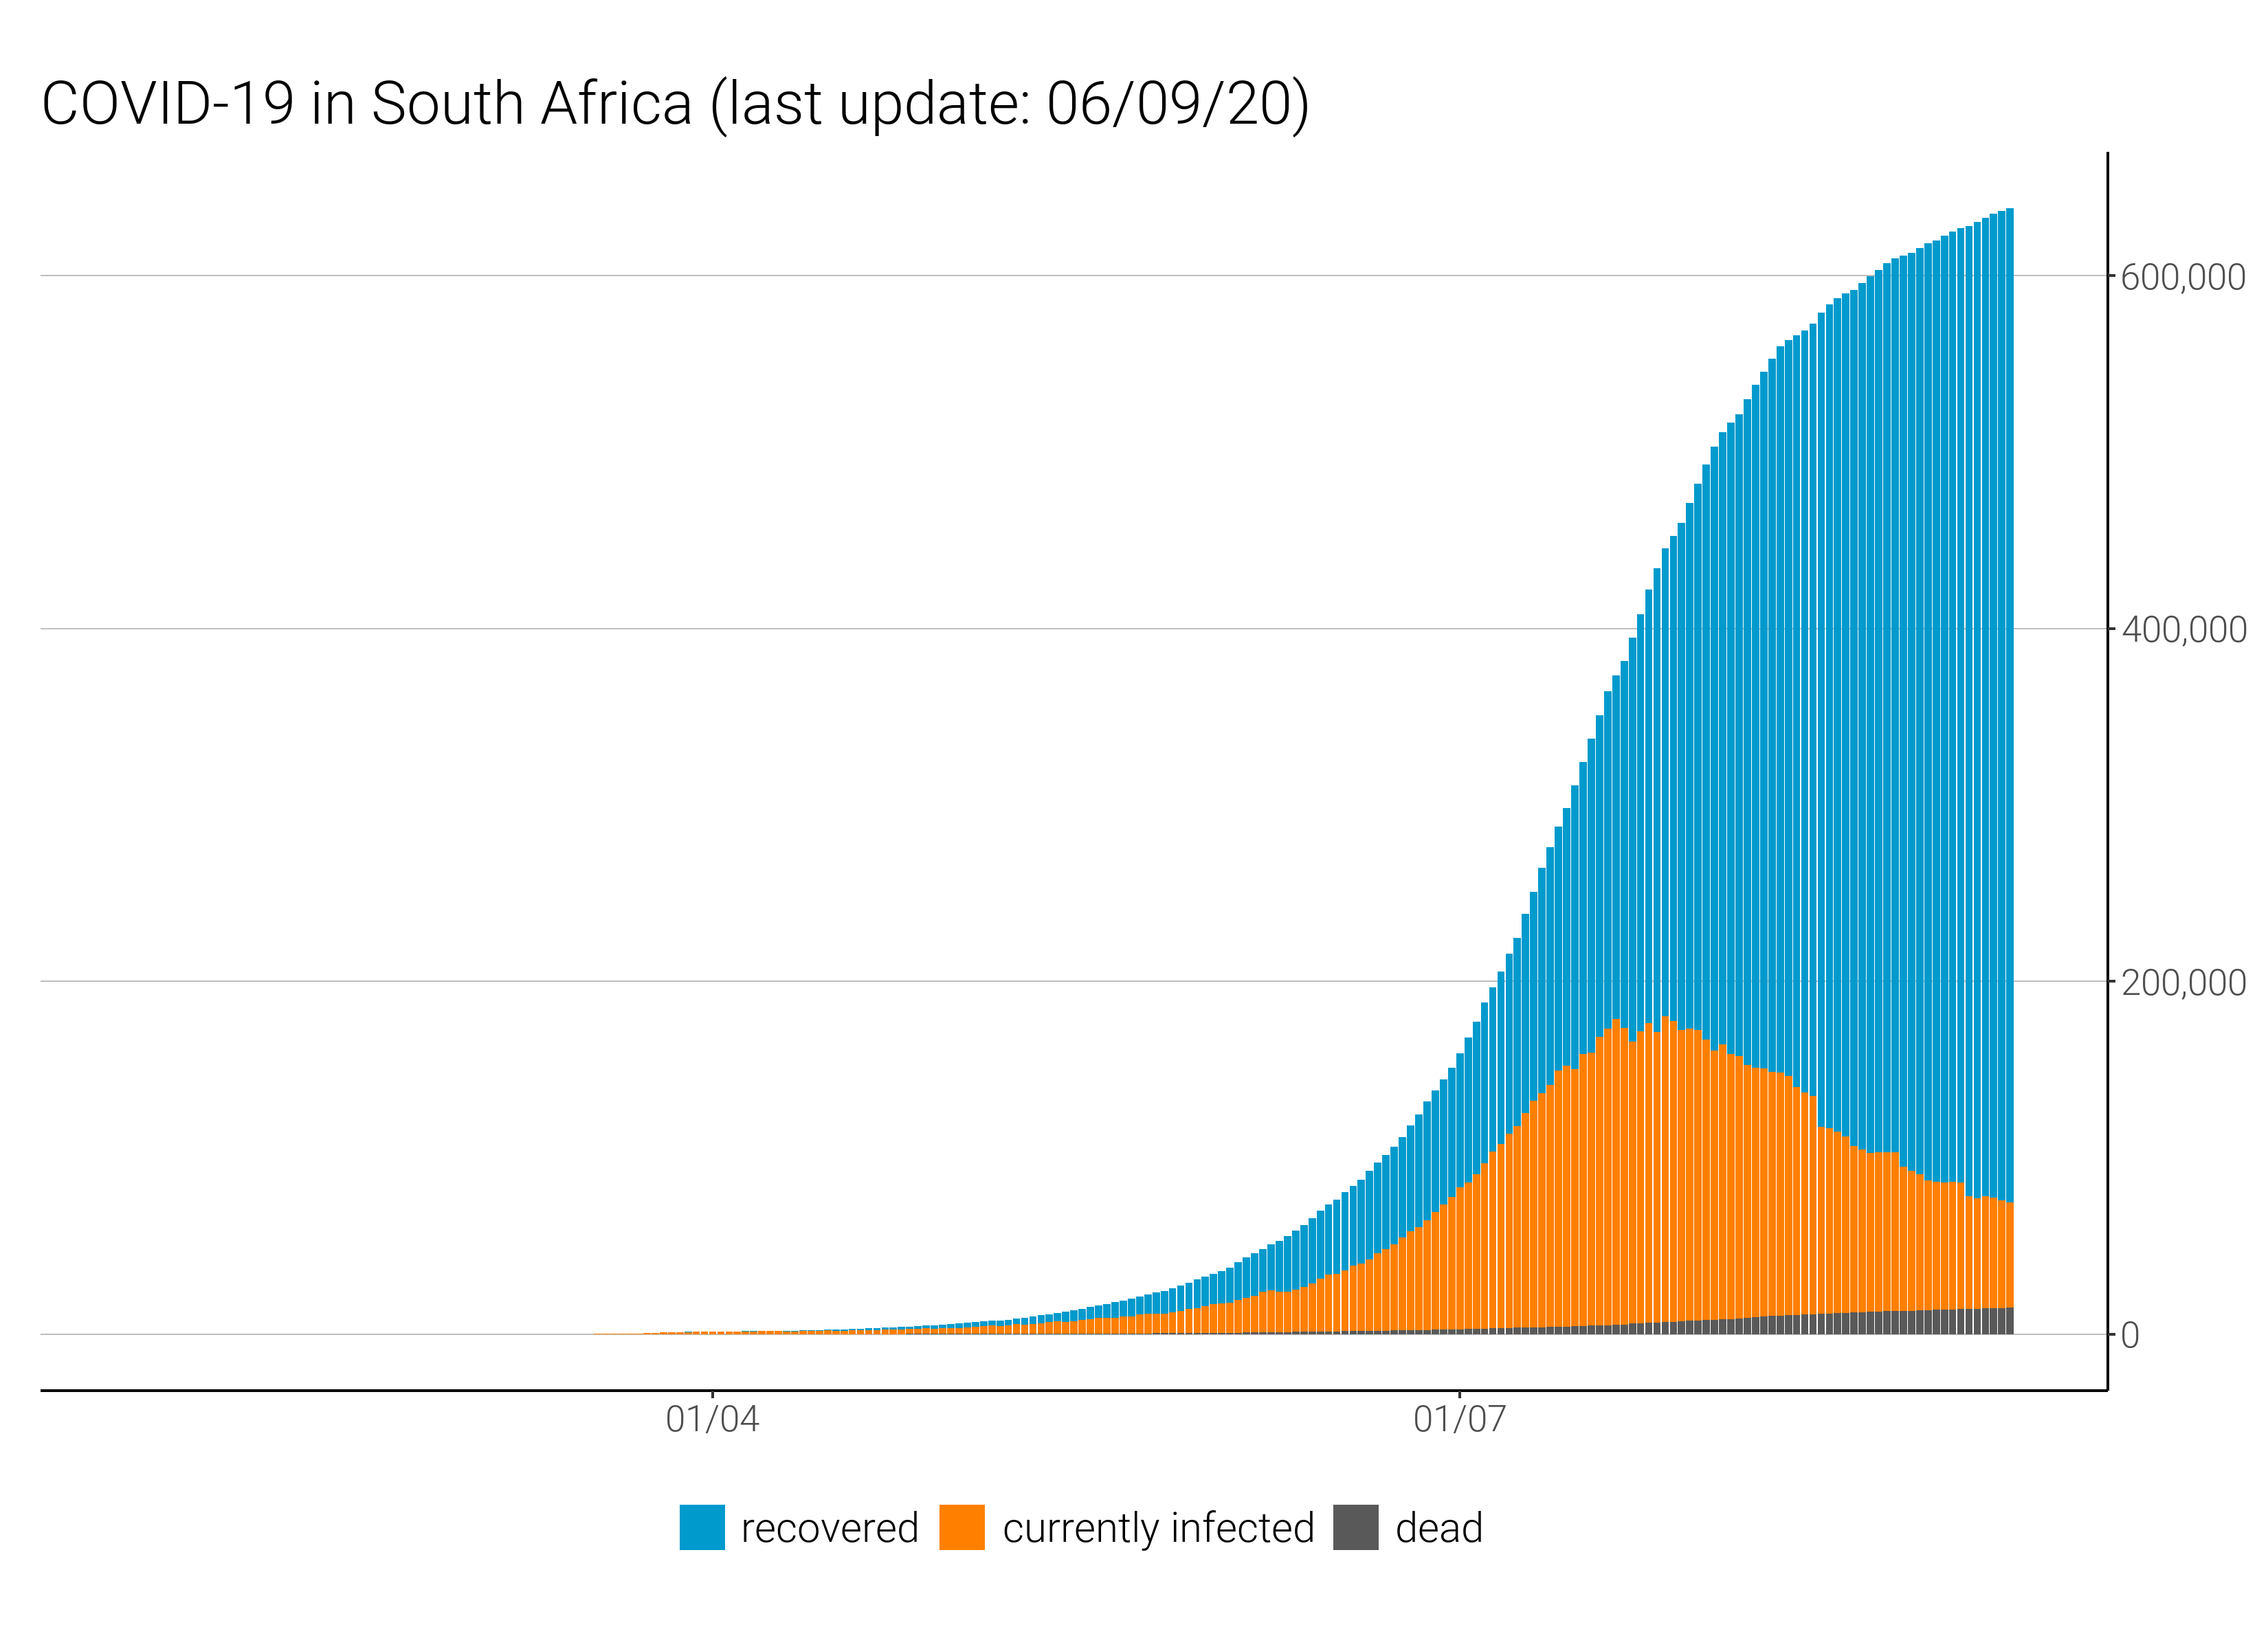 COVID-19 in South Africa (last update: 06/09/20)
600,000
400,000
200,000
0
01/04 01/07
recovered currently infected dead